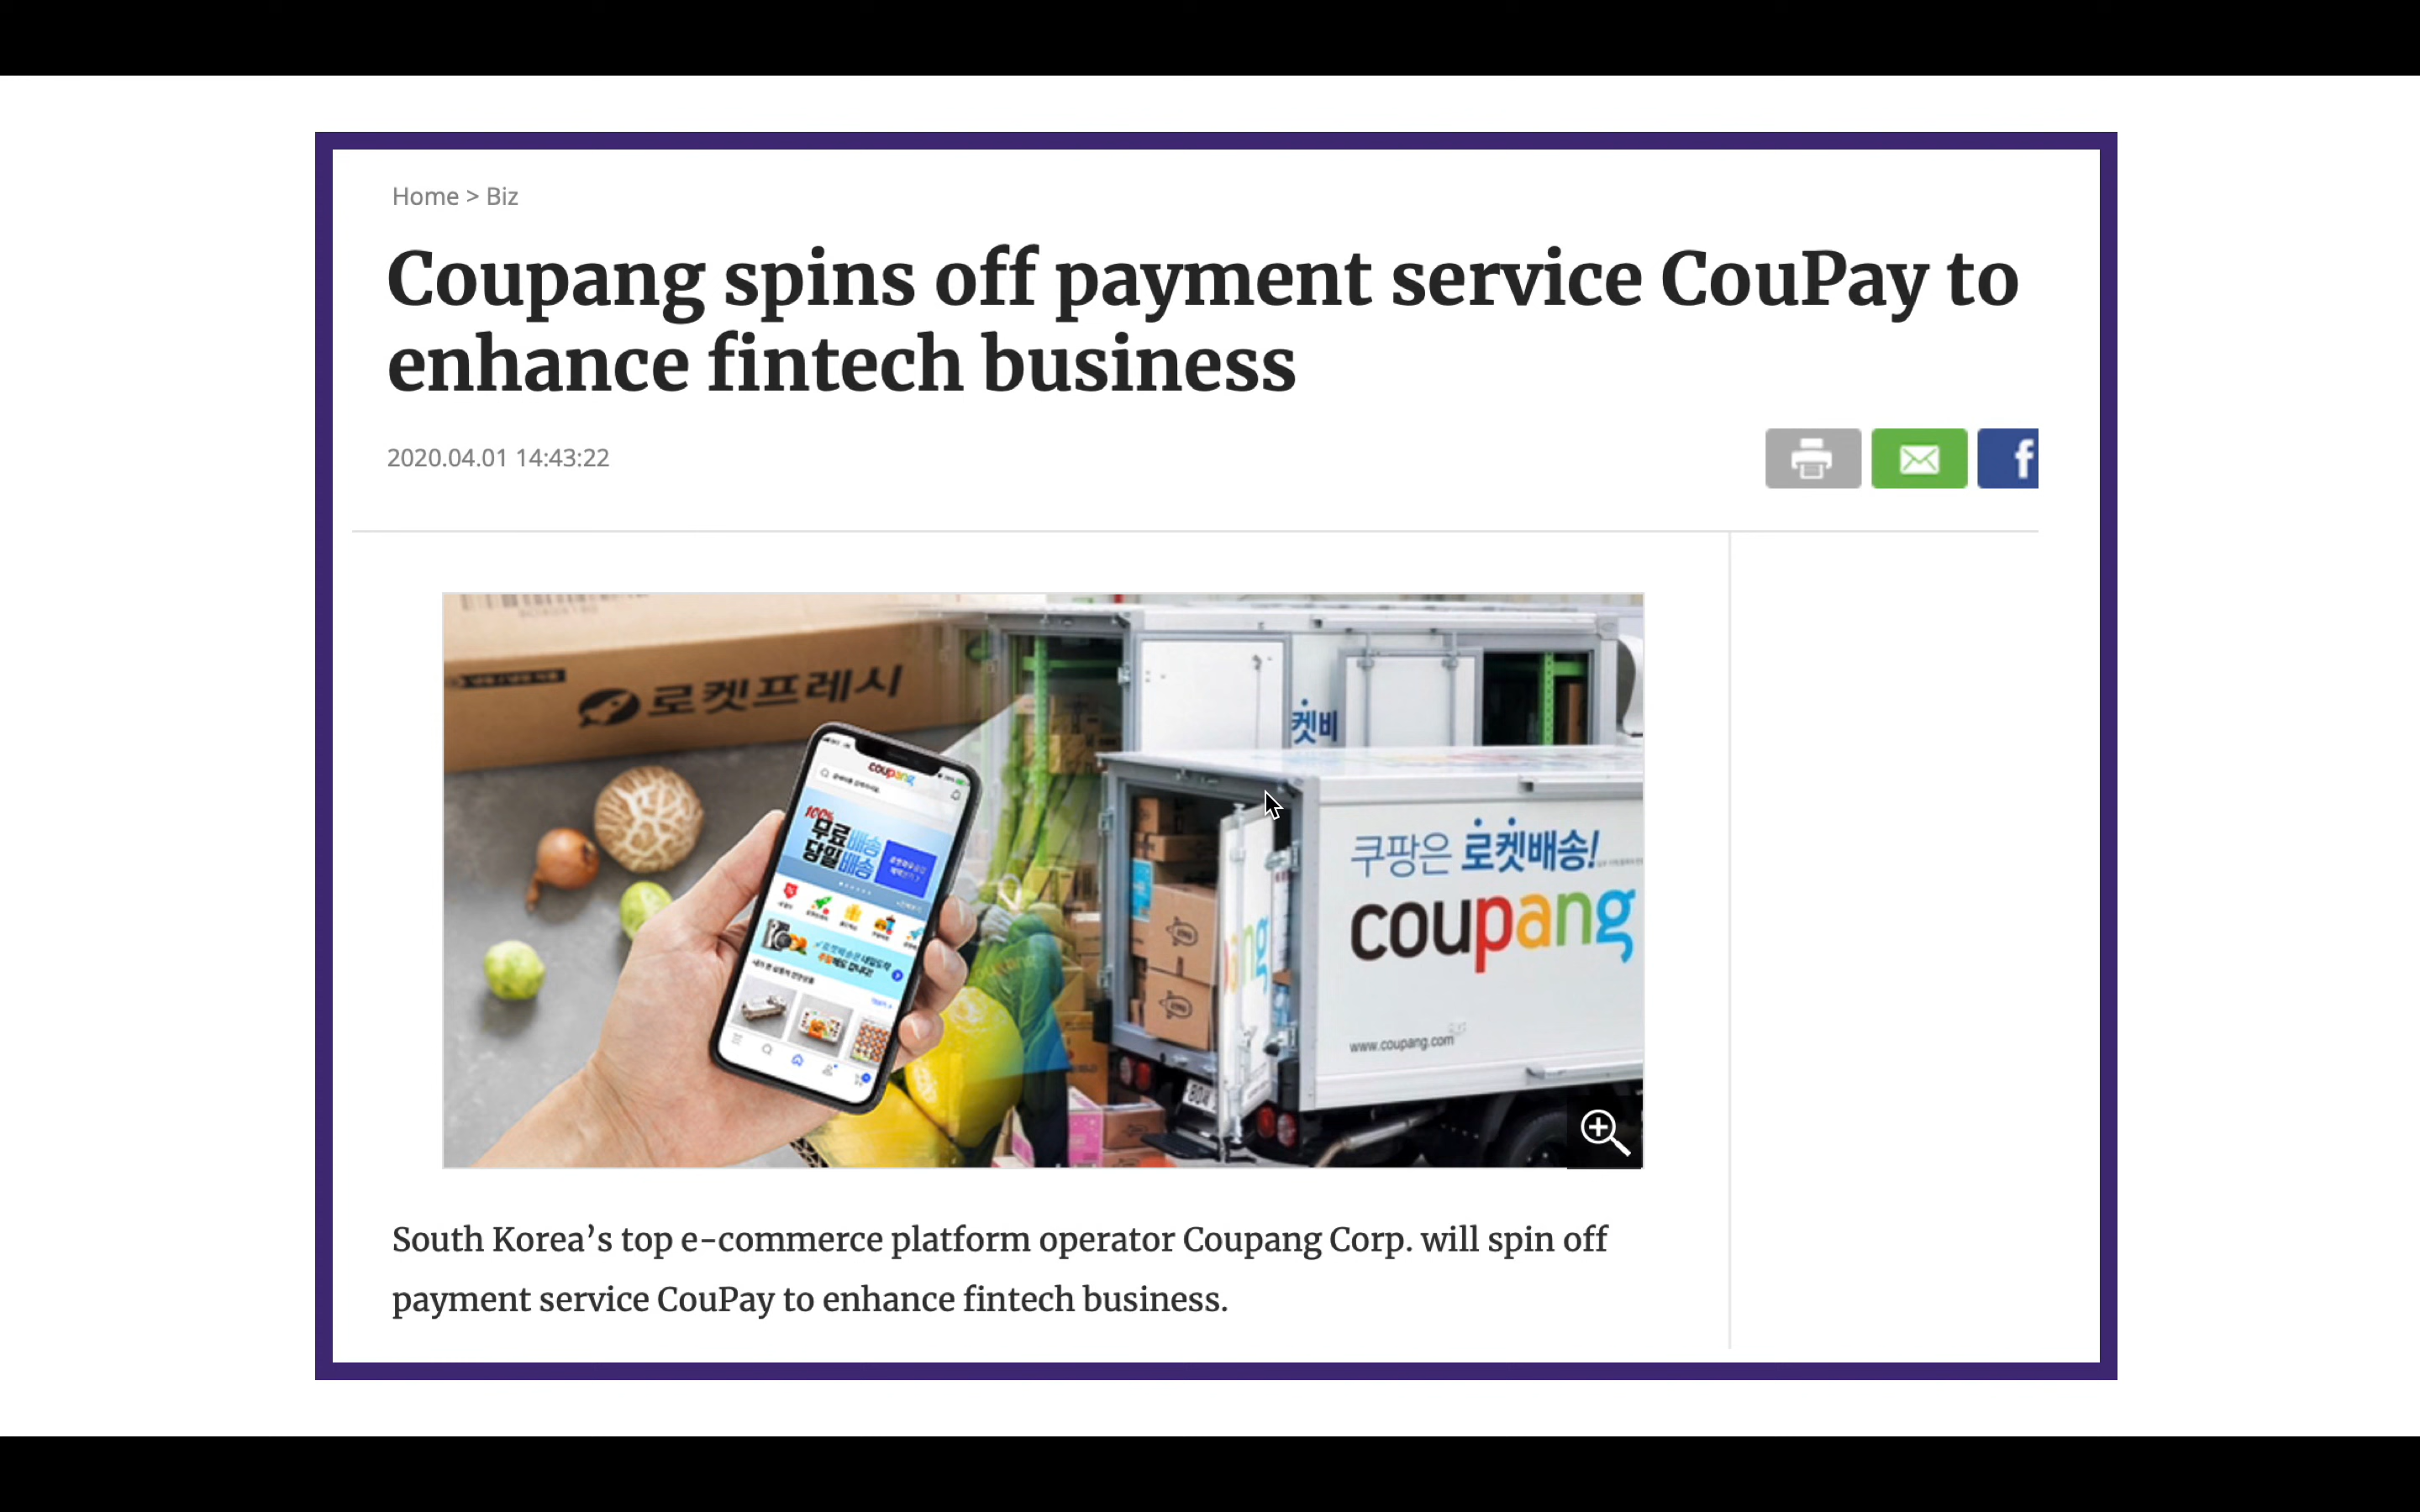 Home > Biz
Coupang spins off payment service CouPay to
enhance fintech business
2020.04.01 14:43:22
f
로켓프레시
켓비
coupang
100%
무료배송
당일배송
쿠팡은 로켓배송!
coupang
www.coupang.com
South Korea’s top e-commerce platform operator Coupang Corp. will spin off
payment service CouPay to enhance fintech business.